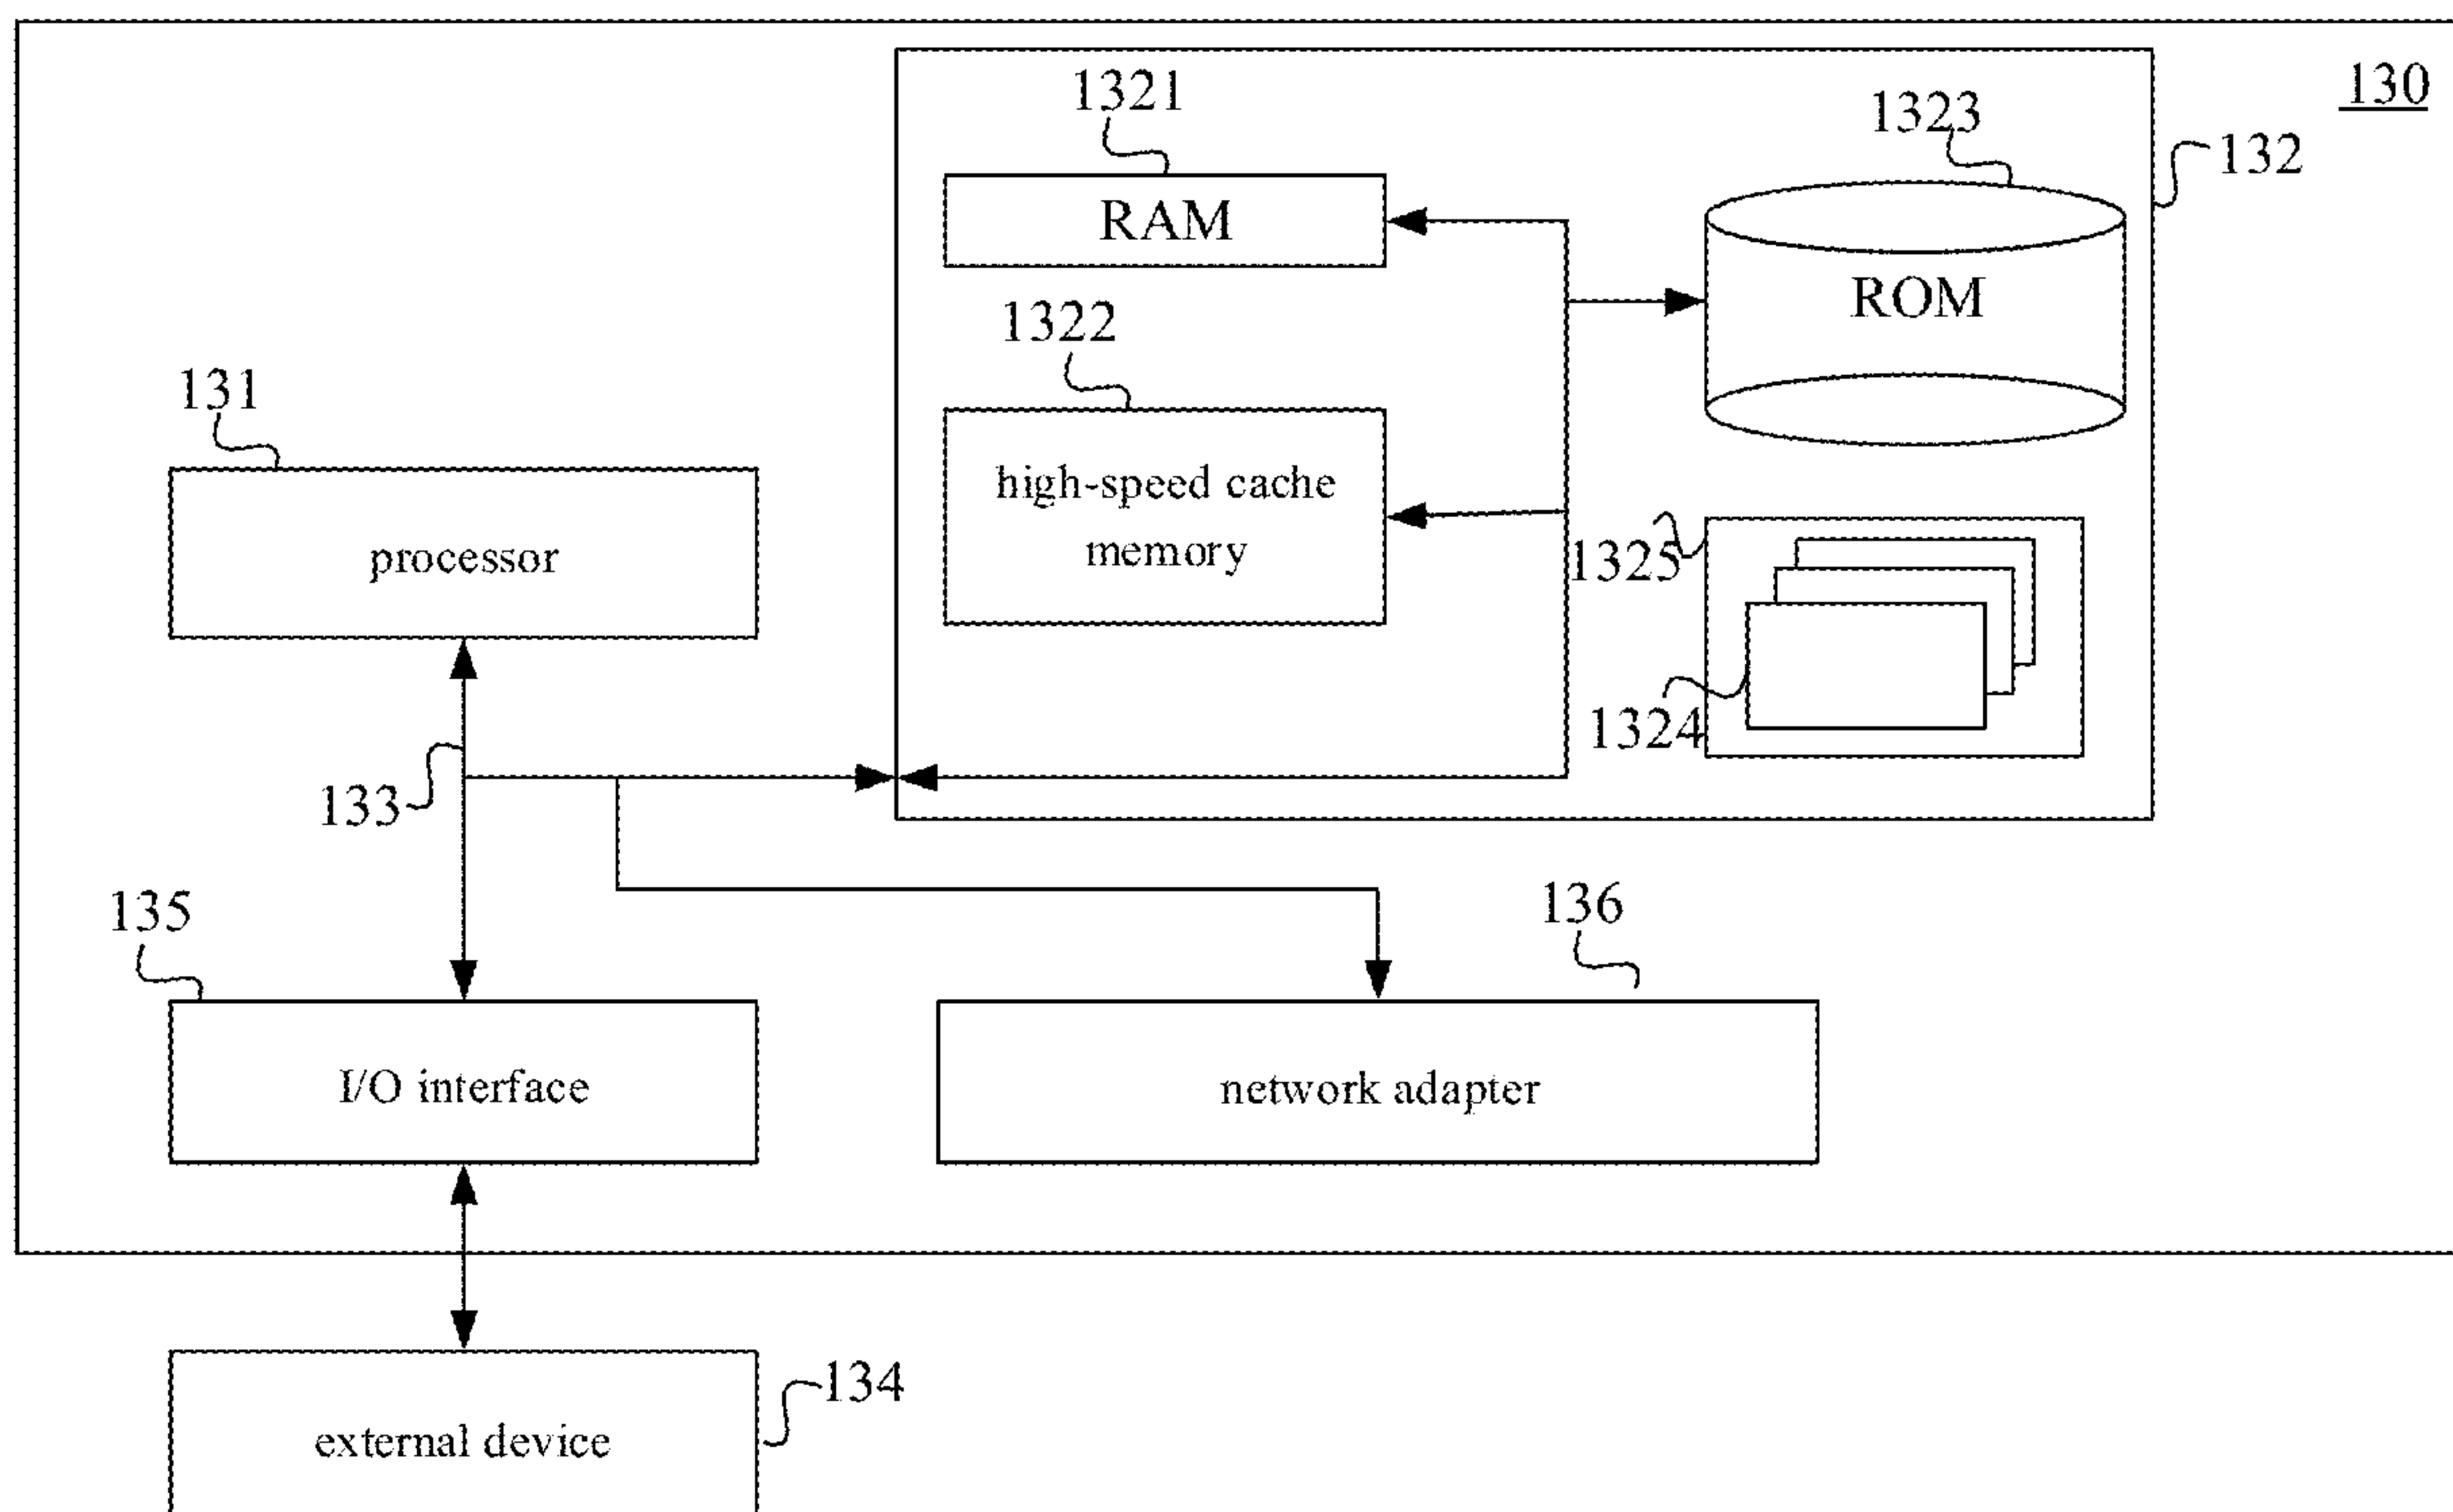 130
1321
1323
132
RAM
ROM
1322
131
high-speed cache
memory
processor
1325
1324
133
135
136
I/O interface
network adapter
134
external device